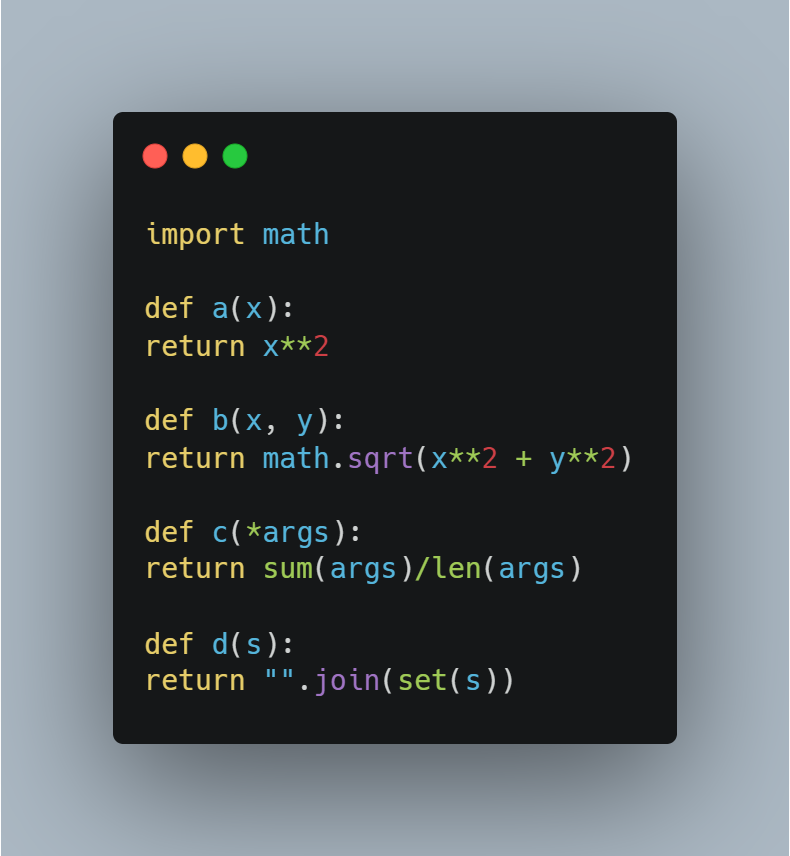 import math
def a(x):
return x**2
def b(x, y):
return math.sqrt(x**2 + y**2)
def c(*args):
return sum(args)/len(args)
def d(s):
return "".join(set(s))